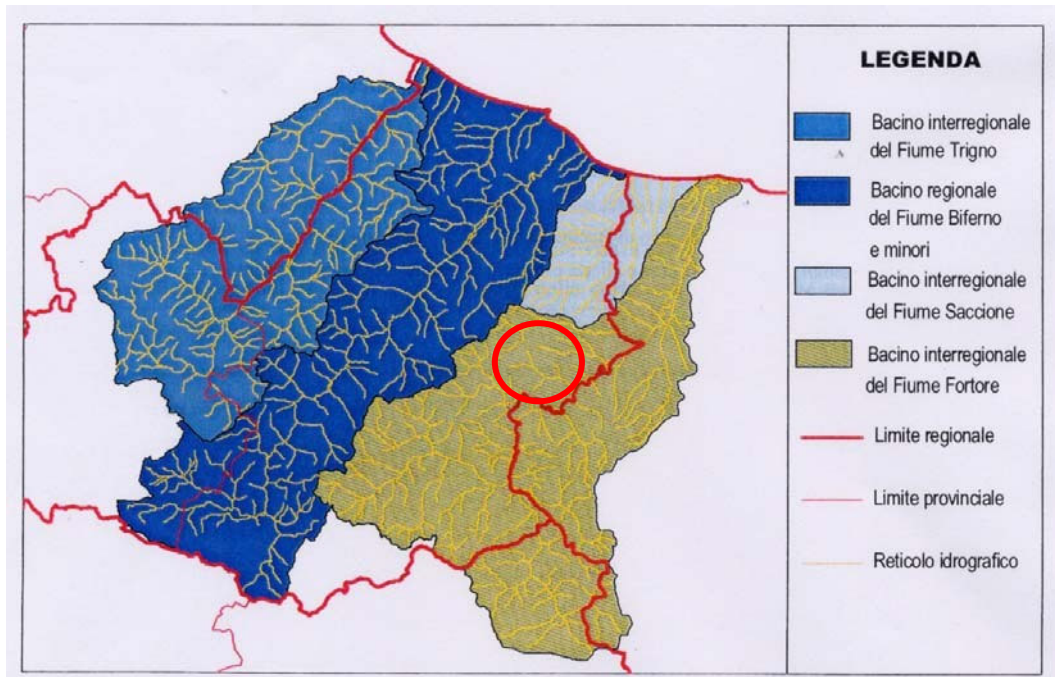 LEGENDA
Bacino interregionale
del Fiume Trigno
Bacino regionale
del Fiume Biferno
e minori
Bacino interregionale
del Fiume Saccione
Bacino interregionale
del Fiume Fortore
Limite regionale
Limite provinciale
Reticolo idrografico